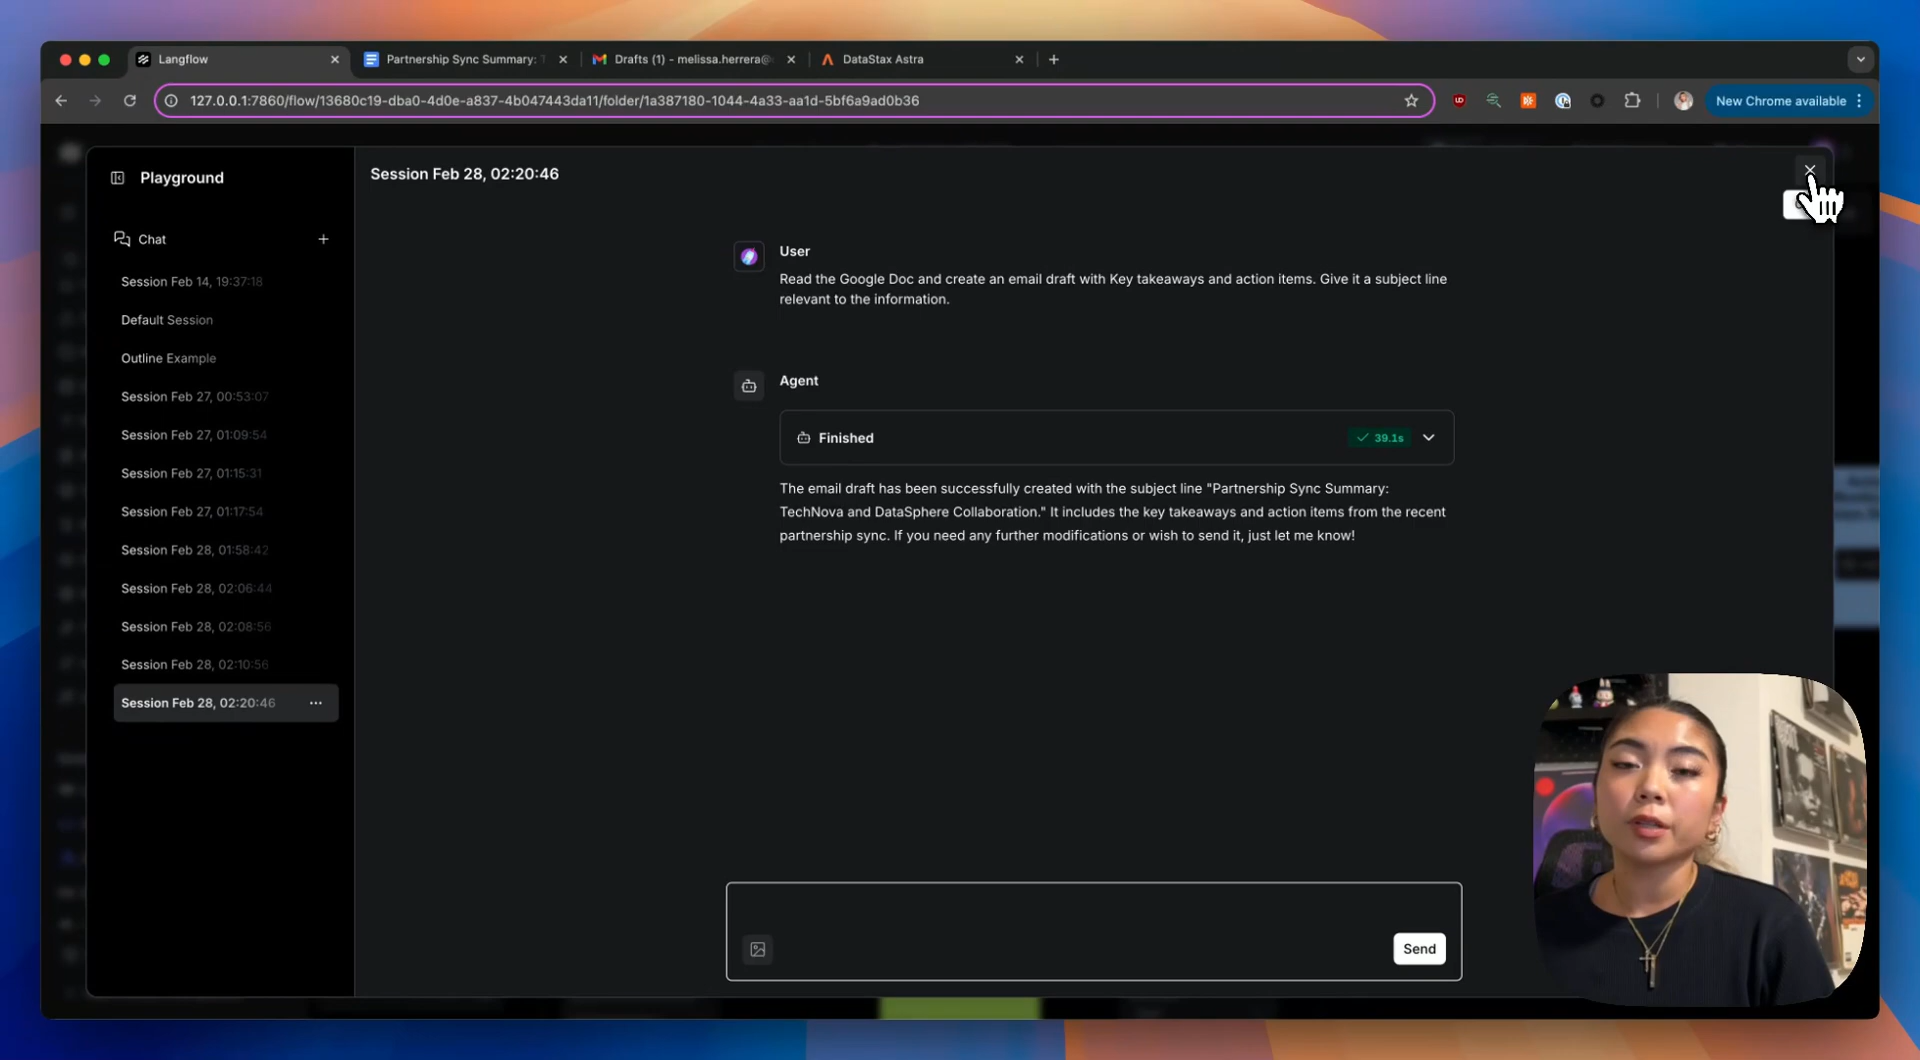 Langflow
Partnership Sync Summary: T
Drafts (1) - melissa.herrera@
DataStax Astra
127.0.0.1:7860/flow/13680c19-dba0-4d0e-a837-4b047443da11/folder/1a387180-1044-4a33-aa1d-5bf6a9ad0b36
New Chrome available
Playground
Session Feb 28, 02:20:46
Chat
Session Feb 14, 19:37:18
Default Session
Outline Example
Session Feb 27, 00:53:07
Session Feb 27, 01:09:54
Session Feb 27, 01:15:31
Session Feb 27, 01:17:54
Session Feb 28, 01:58:42
Session Feb 28, 02:06:44
Session Feb 28, 02:08:56
Session Feb 28, 02:10:56
Session Feb 28, 02:20:46
User
Read the Google Doc and create an email draft with Key takeaways and action items. Give it a subject line
relevant to the information.
Agent
Finished
39.1s
The email draft has been successfully created with the subject line "Partnership Sync Summary:
TechNova and DataSphere Collaboration." It includes the key takeaways and action items from the recent
partnership sync. If you need any further modifications or wish to send it, just let me know!
Send